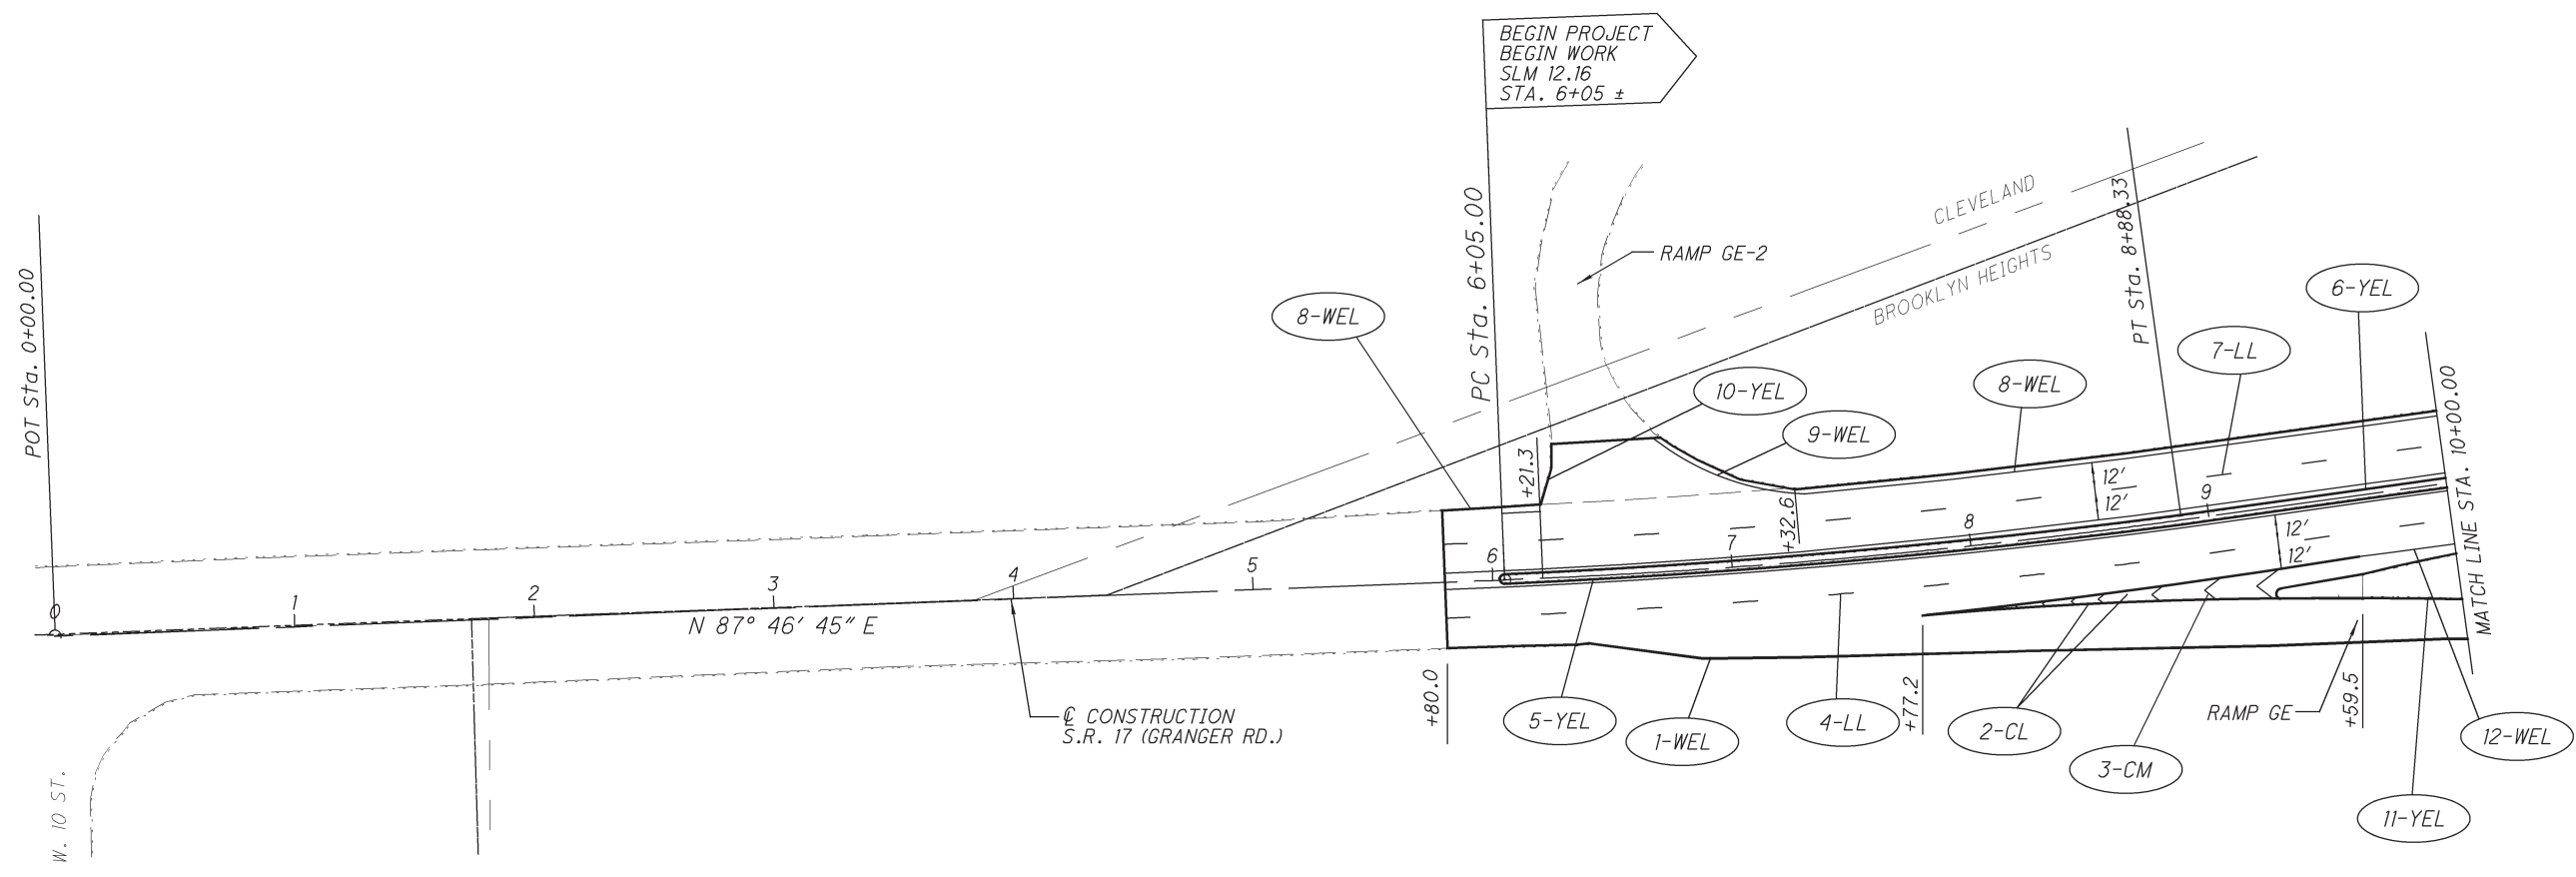 BEGIN PROJECT
BEGIN WORK
SLM 12.16
STA. 6+05 ±
POT Sta. 0+00.00
PC Sta. 6+05.00
RAMP GE-2
CLEVELAND
BROOKLYN HEIGHTS
PT Sta. 8+88.33
6-YEL
8-WEL
7-LL
10-YEL
8-WEL
9-WEL
MATCH LINE STA. 10+00.00
+21.3
+32.6
12'
12'
12'
12'
0
1
2
3
4
5
6
7
8
9
N 87° 46' 45" E
℄ CONSTRUCTION
S.R. 17 (GRANGER RD.)
+80.0
5-YEL
1-WEL
4-LL
+77.2
2-CL
3-CM
RAMP GE
+59.5
12-WEL
11-YEL
W. 10 ST.